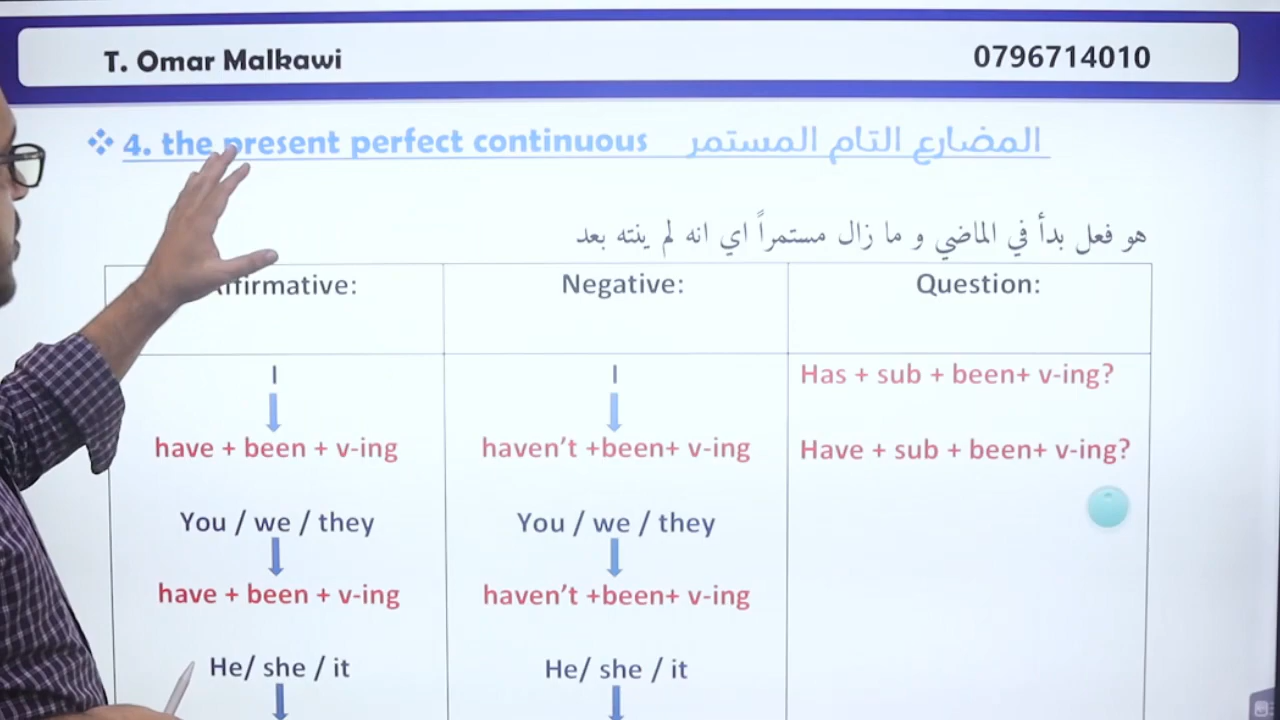 T. Omar Malkawi 0796714010
4. the present perfect continuous المضارع التام المستمر
هو فعل بدأ في الماضي و ما زال مستمراً اي انه لم ينته بعد
Affirmative: Negative: Question:
I I Has + sub + been+ v-ing?
have + been + v-ing haven't +been+ v-ing Have + sub + been+ v-ing?
You / we / they You / we / they
have + been + v-ing haven't +been+ v-ing
He/ she / it He/ she / it